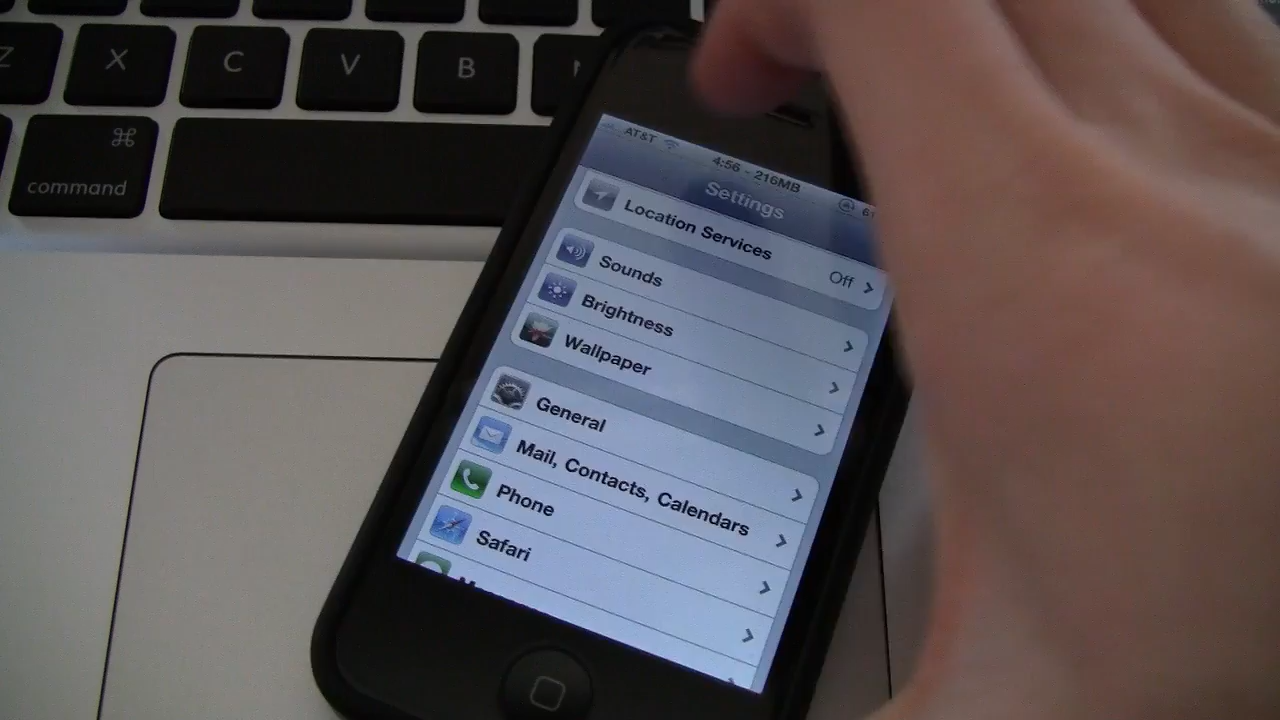 Z X C V B
⌘
command
AT&T 4:56 - 216MB
Settings
Location Services Off
Sounds
Brightness
Wallpaper
General
Mail, Contacts, Calendars
Phone
Safari